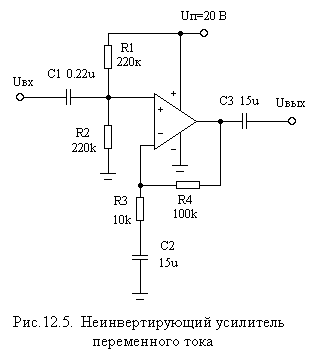 Uп=20 В
R1
220к
C1 0.22u
Uвх
C3 15u
Uвых
+
+
−
−
R2
220k
R3
10k
R4
100k
C2
15u
Рис.12.5. Неинвертирующий усилитель
переменного тока